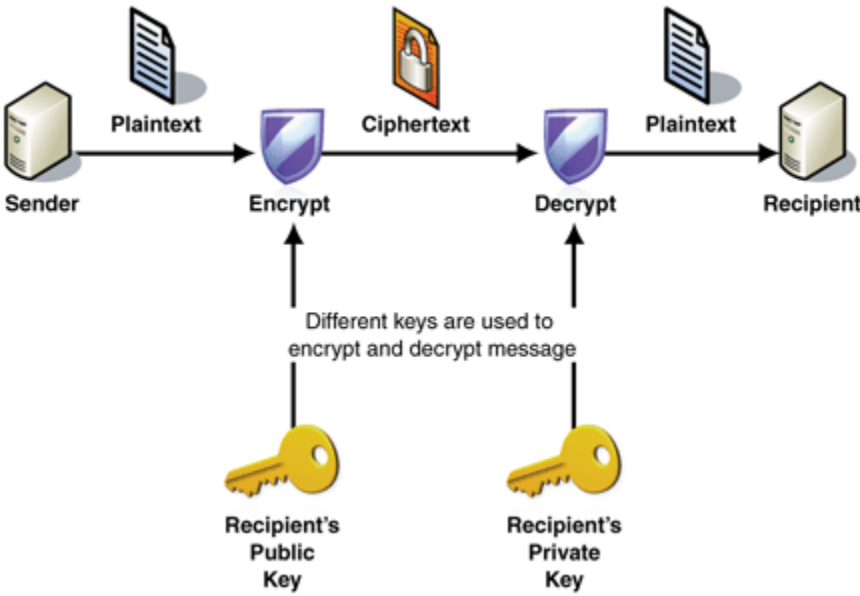 Plaintext
Ciphertext
Plaintext
Sender
Encrypt
Decrypt
Recipient
Different keys are used to
encrypt and decrypt message
Recipient's
Public
Key
Recipient's
Private
Key